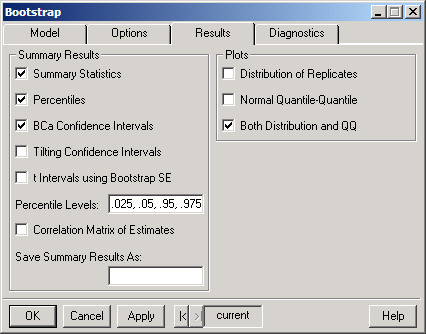 Bootstrap
Model Options Results Diagnostics
Summary Results
Summary Statistics
Percentiles
BCa Confidence Intervals
Tilting Confidence Intervals
t Intervals using Bootstrap SE
Percentile Levels: .025, .05, .95, .975
Correlation Matrix of Estimates
Save Summary Results As:
Plots
Distribution of Replicates
Normal Quantile-Quantile
Both Distribution and QQ
OK Cancel Apply current Help